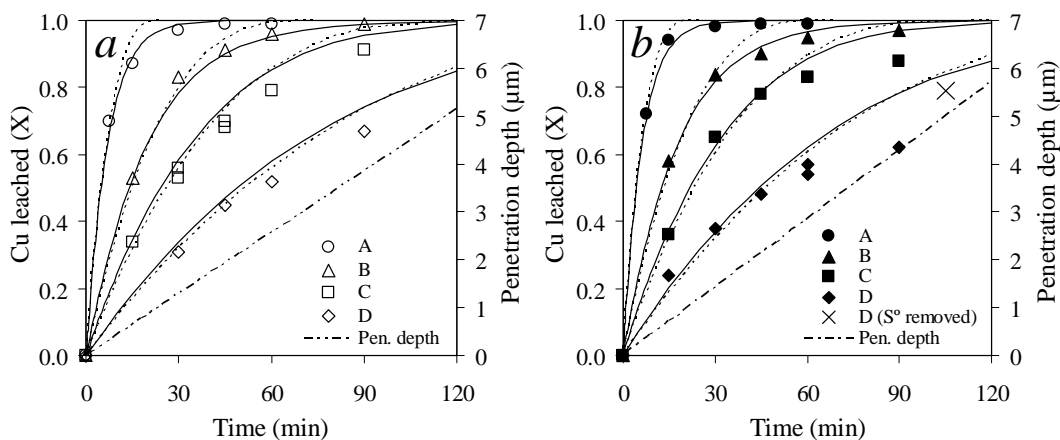 a
Cu leached (X)
1.0
0.8
0.6
0.4
0.2
0.0
0
30
60
90
120
Time (min)
7
6
5
4
3
2
1
0
Penetration depth (µm)
A
B
C
D
Pen. depth
b
Cu leached (X)
1.0
0.8
0.6
0.4
0.2
0.0
0
30
60
90
120
Time (min)
7
6
5
4
3
2
1
0
Penetration depth (µm)
A
B
C
D
D (Sº removed)
Pen. depth